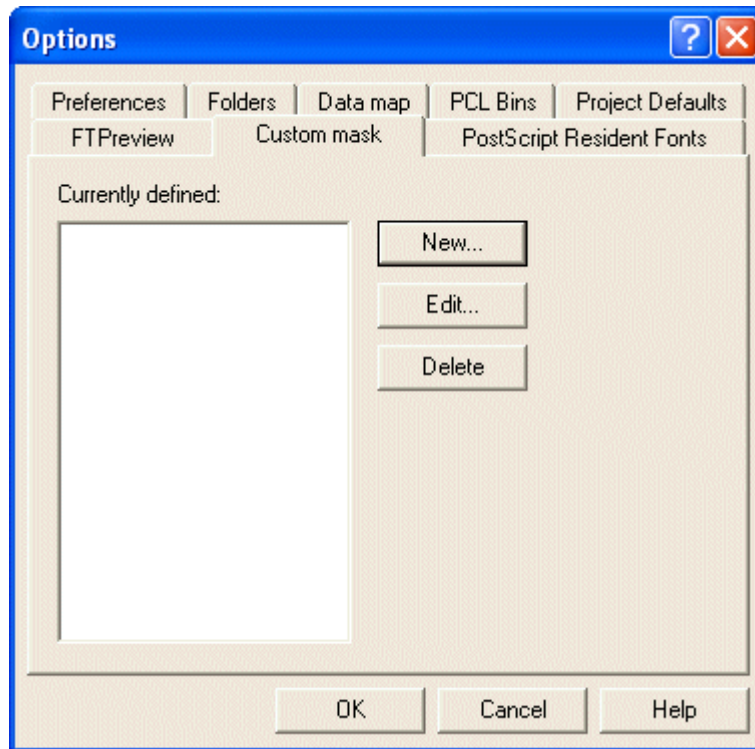 Options
Preferences Folders Data map PCL Bins Project Defaults
FTPreview Custom mask PostScript Resident Fonts
Currently defined:
New...
Edit...
Delete
OK Cancel Help